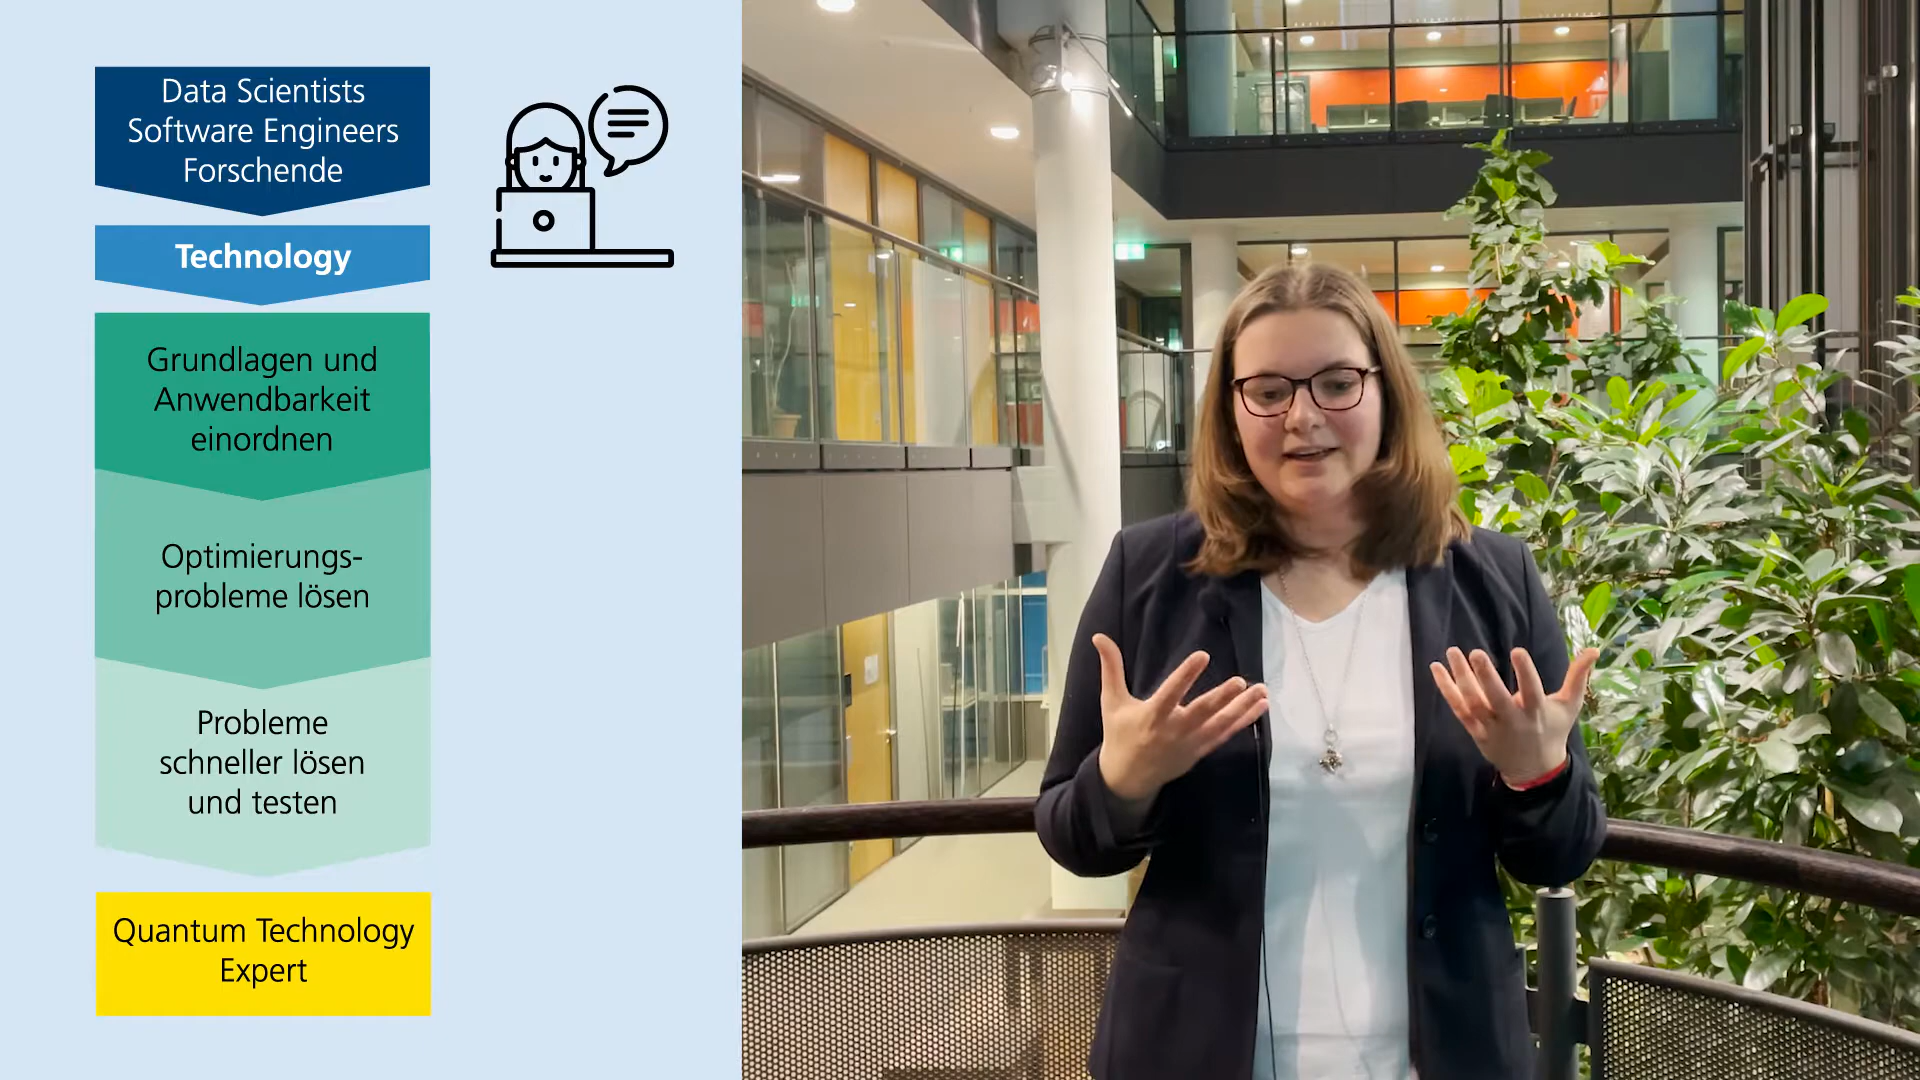 Data Scientists
Software Engineers
Forschende
Technology
Grundlagen und
Anwendbarkeit
einordnen
Optimierungs-
probleme lösen
Probleme
schneller lösen
und testen
Quantum Technology
Expert